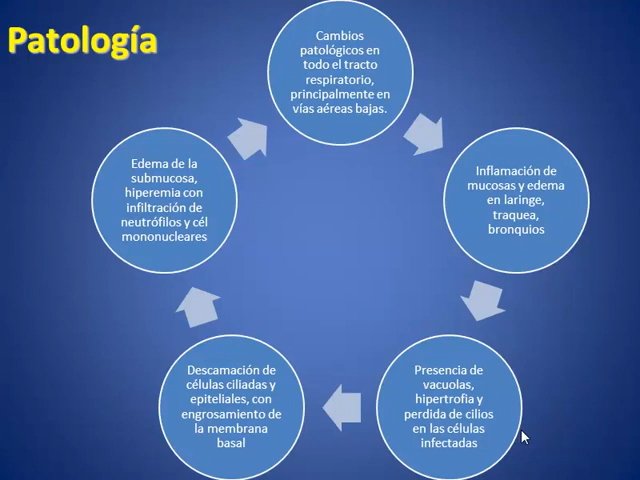 Patología
Cambios
patológicos en
todo el tracto
respiratorio,
principalmente en
vías aéreas bajas.
Inflamación de
mucosas y edema
en laringe,
traquea,
bronquios
Presencia de
vacuolas,
hipertrofia y
perdida de cilios
en las células
infectadas
Descamación de
células ciliadas y
epiteliales, con
engrosamiento de
la membrana
basal
Edema de la
submucosa,
hiperemia con
infiltración de
neutrófilos y cél
mononucleares